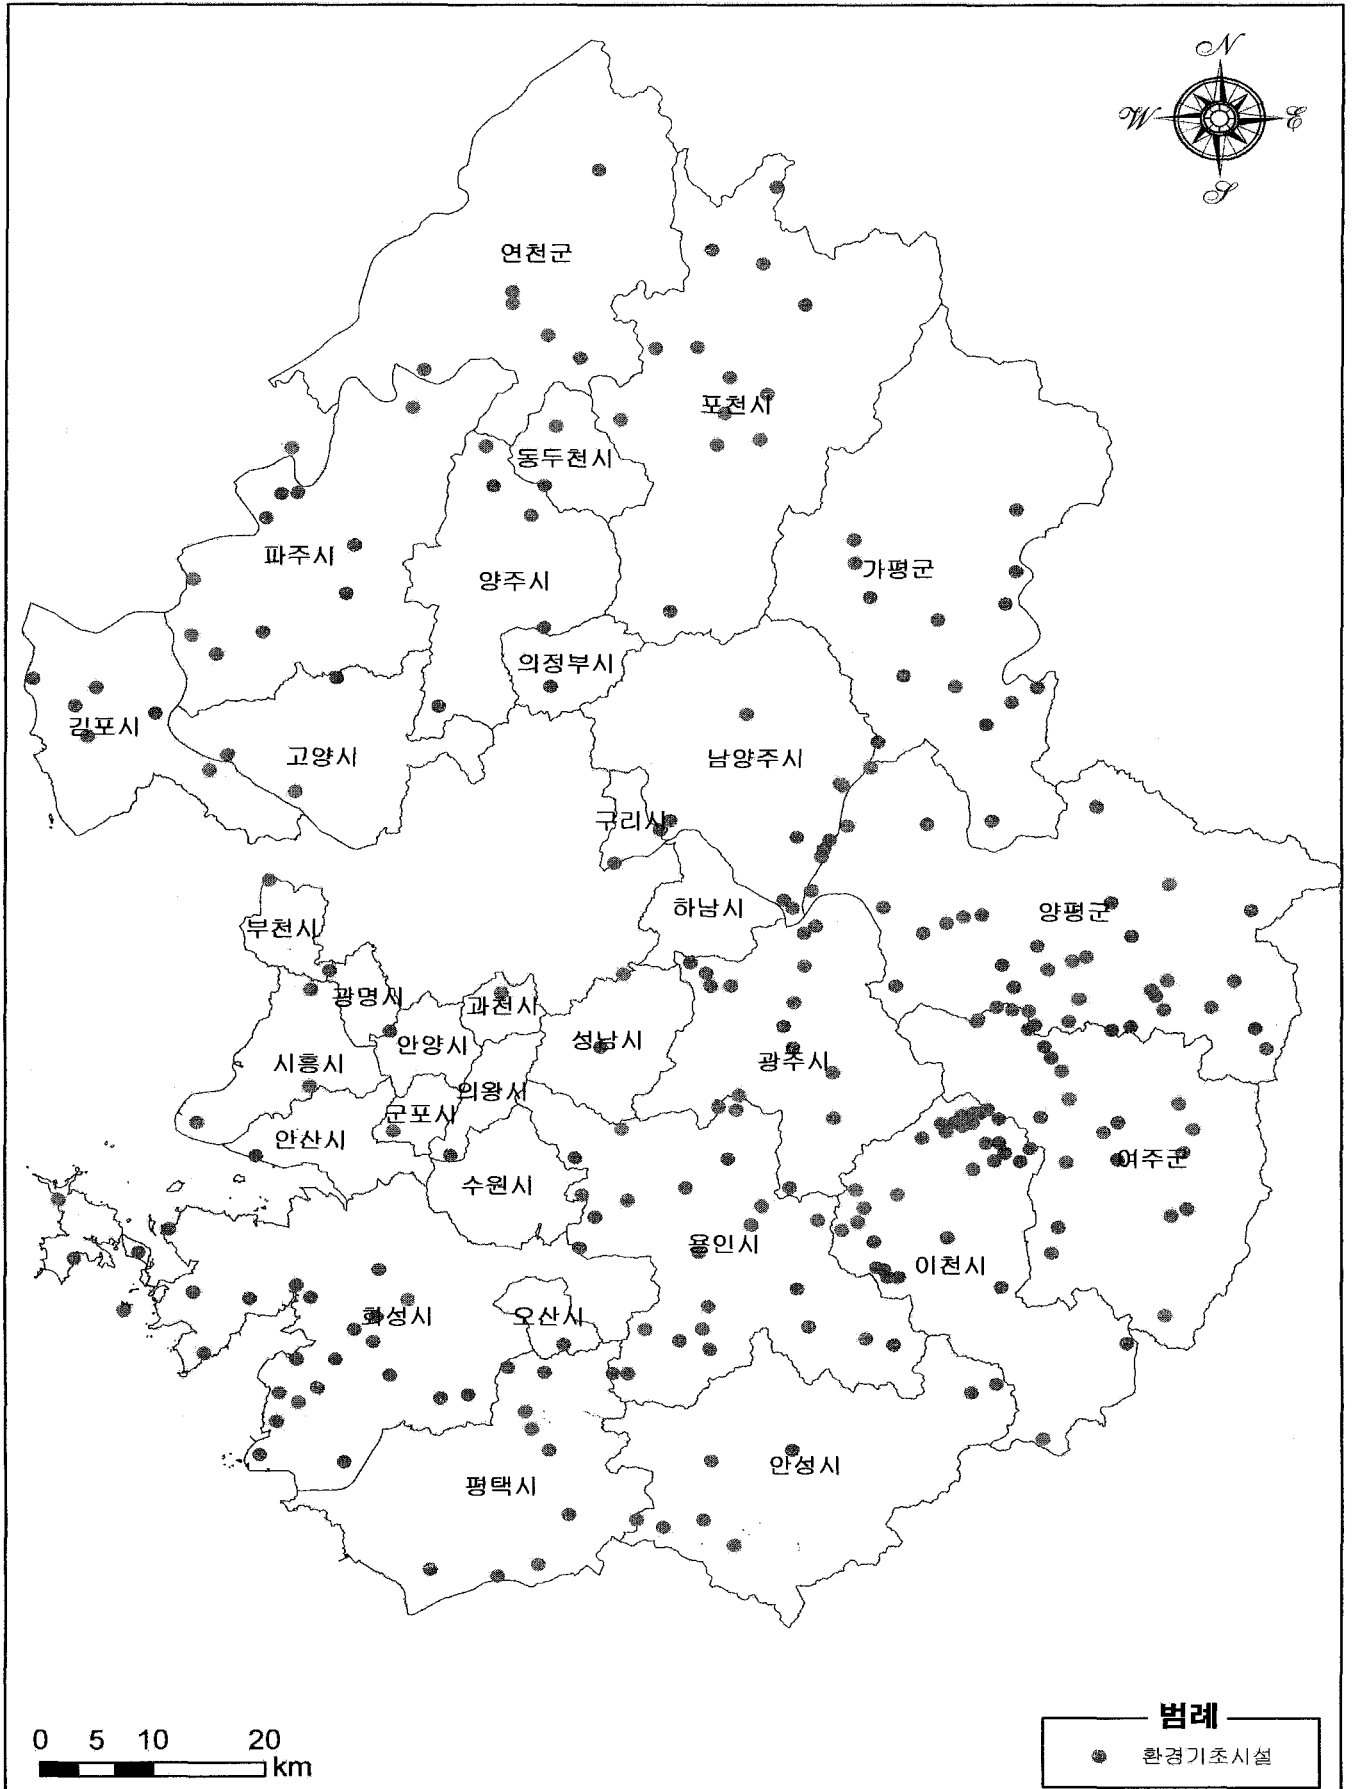 N
W
E
S
연천군
포천시
동두천시
파주시
양주시
가평군
의정부시
김포시
고양시
남양주시
구리시
하남시
양평군
부천시
광명시
과천시
안양시
성남시
시흥시
광주시
의왕시
군포시
안산시
여주군
수원시
용인시
이천시
화성시
오산시
안성시
평택시
범례
환경기초시설
0 5 10 20
km